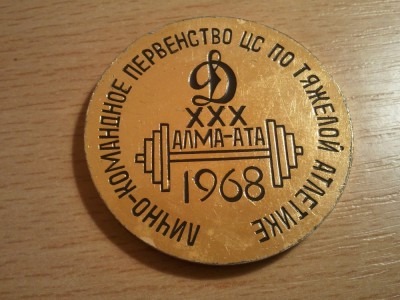 ЛИЧНО-КОМАНДНОЕ ПЕРВЕНСТВО ЦС ПО ТЯЖЕЛОЙ АТЛЕТИКЕ
Д
XXX
АЛМА-АТА
1968